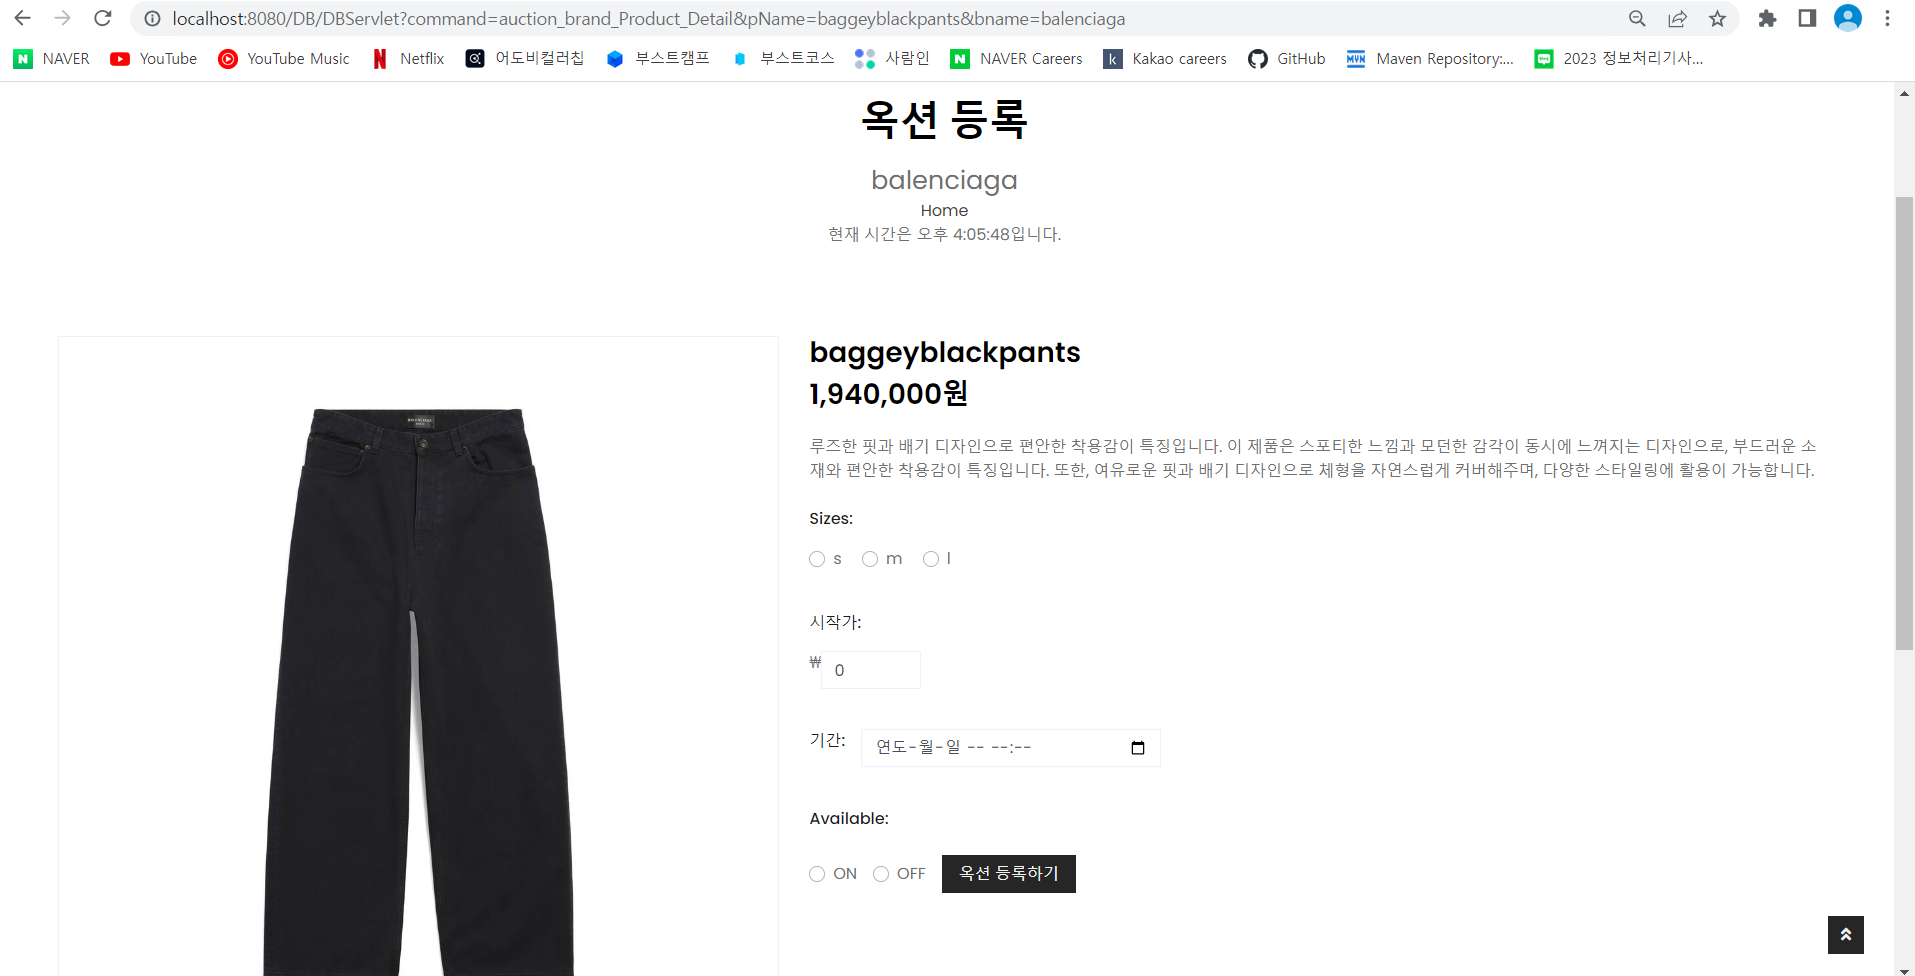 localhost:8080/DB/DBServlet?command=auction_brand_Product_Detail&pName=baggeyblackpants&bname=balenciaga
NAVER YouTube YouTube Music Netflix 어도비컬러칩 부스트캠프 부스트코스 사람인 NAVER Careers Kakao careers GitHub Maven Repository:... 2023 정보처리기사...
옥션 등록
balenciaga
Home
현재 시간은 오후 4:05:48입니다.
baggeyblackpants
1,940,000원
루즈한 핏과 배기 디자인으로 편안한 착용감이 특징입니다. 이 제품은 스포티한 느낌과 모던한 감각이 동시에 느껴지는 디자인으로, 부드러운 소
재와 편안한 착용감이 특징입니다. 또한, 여유로운 핏과 배기 디자인으로 체형을 자연스럽게 커버해주며, 다양한 스타일링에 활용이 가능합니다.
Sizes:
s m l
시작가:
₩ 0
기간: 연도-월-일 -- --:--
Available:
ON OFF 옥션 등록하기
BALENCIAGA